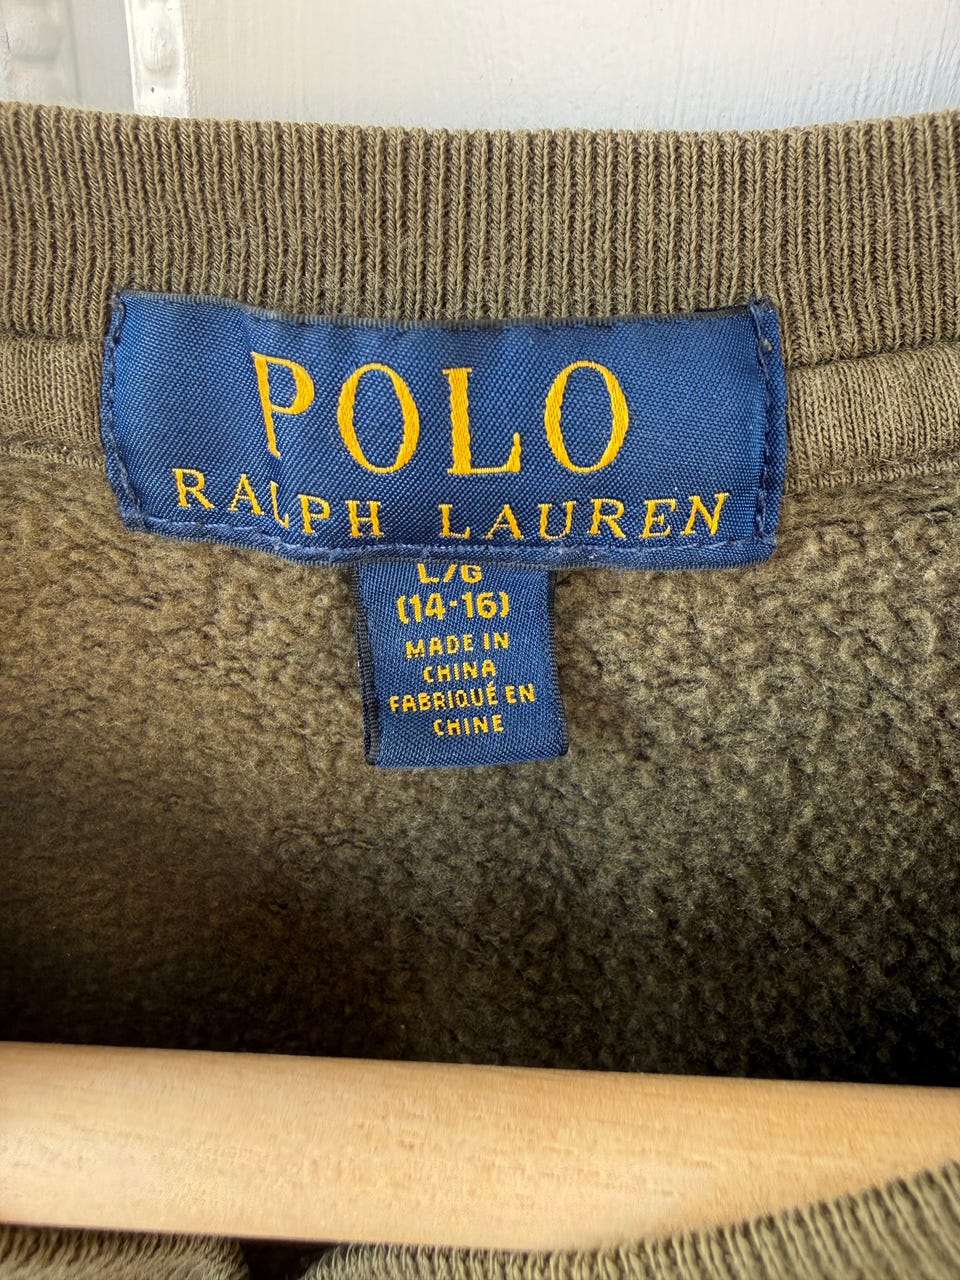 POLO
RALPH LAUREN
L/G
(14-16)
MADE IN
CHINA
FABRIQUÉ EN
CHINE